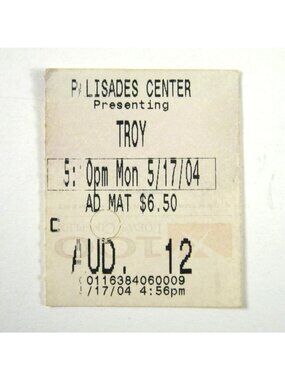 PALISADES CENTER
Presenting
TROY
5: 0pm Mon 5/17/04
AD MAT $6.50
AUD. 12
0116384060009
/17/04 4:56pm